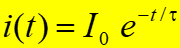 i(t) = I₀ e^{-t/τ}